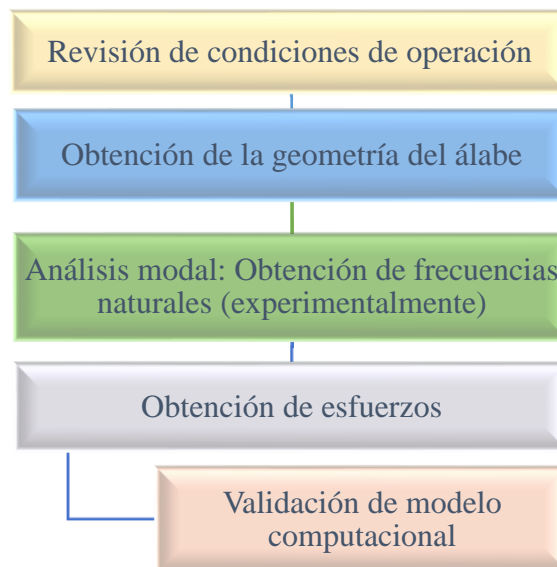 Revisión de condiciones de operación
Obtención de la geometría del álabe
Análisis modal: Obtención de frecuencias
naturales (experimentalmente)
Obtención de esfuerzos
Validación de modelo
computacional